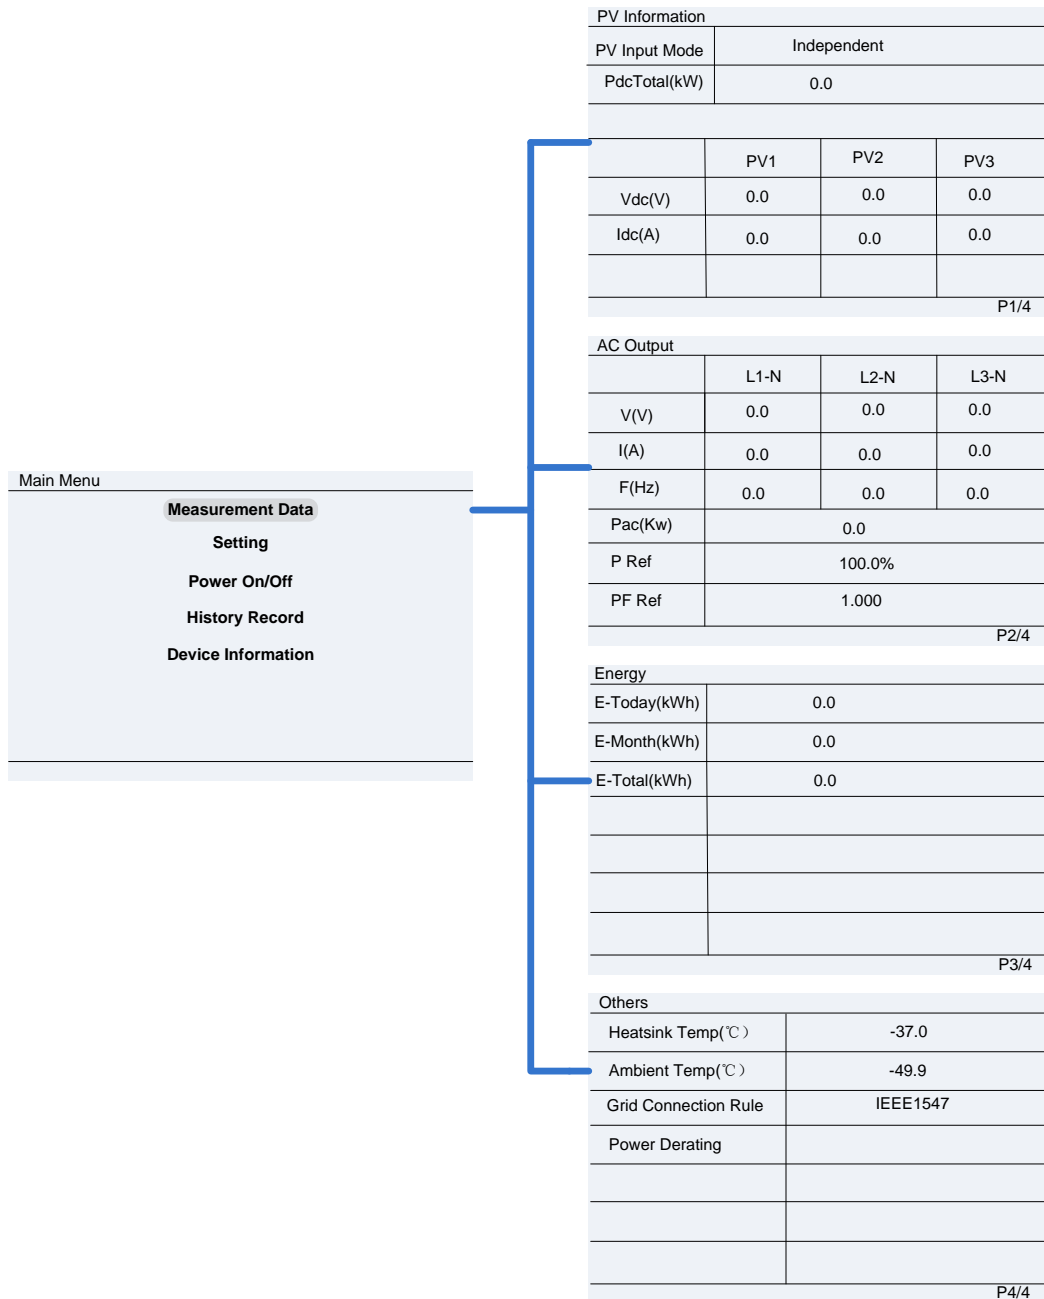 Main Menu
Measurement Data
Setting
Power On/Off
History Record
Device Information
PV Information
PV Input Mode Independent
PdcTotal(kW) 0.0
PV1 PV2 PV3
Vdc(V) 0.0 0.0 0.0
Idc(A) 0.0 0.0 0.0
P1/4
AC Output
L1-N L2-N L3-N
V(V) 0.0 0.0 0.0
I(A) 0.0 0.0 0.0
F(Hz) 0.0 0.0 0.0
Pac(Kw) 0.0
P Ref 100.0%
PF Ref 1.000
P2/4
Energy
E-Today(kWh) 0.0
E-Month(kWh) 0.0
E-Total(kWh) 0.0
P3/4
Others
Heatsink Temp(℃） -37.0
Ambient Temp(℃） -49.9
Grid Connection Rule IEEE1547
Power Derating
P4/4